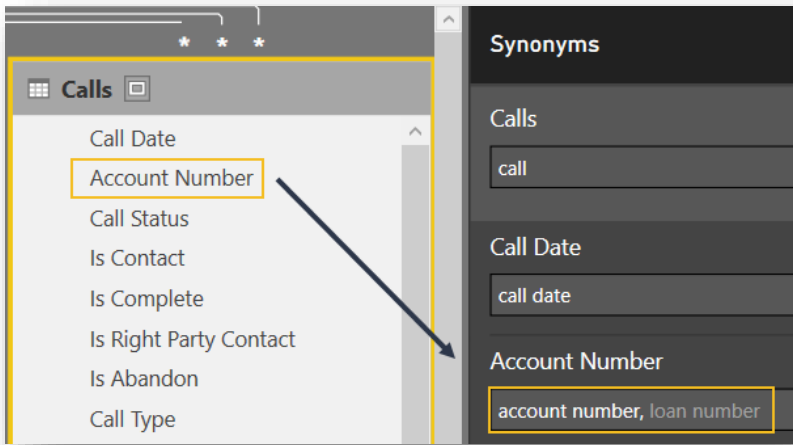 * * *
Calls
Call Date
Account Number
Call Status
Is Contact
Is Complete
Is Right Party Contact
Is Abandon
Call Type
Synonyms
Calls
call
Call Date
call date
Account Number
account number, loan number